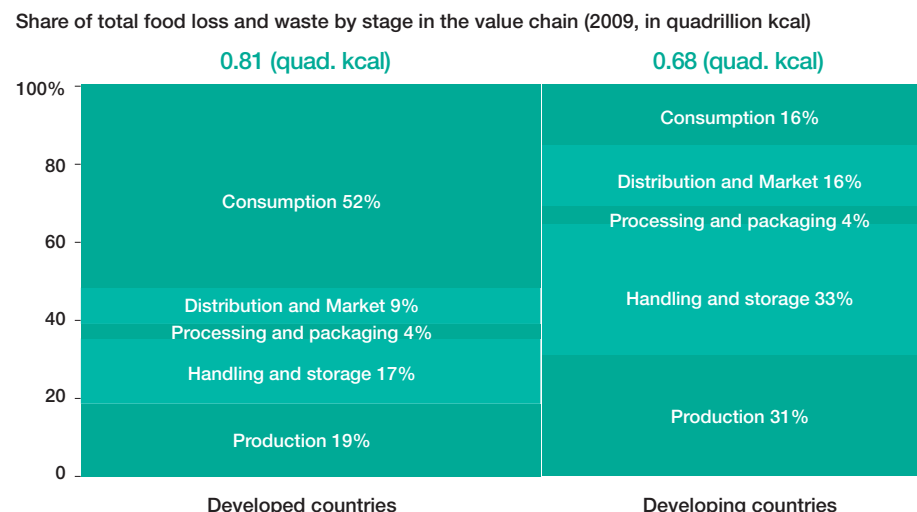 Share of total food loss and waste by stage in the value chain (2009, in quadrillion kcal)
0.81 (quad. kcal)
0.68 (quad. kcal)
100%
80
60
40
20
0
Consumption 52%
Distribution and Market 9%
Processing and packaging 4%
Handling and storage 17%
Production 19%
Consumption 16%
Distribution and Market 16%
Processing and packaging 4%
Handling and storage 33%
Production 31%
Developed countries
Developing countries